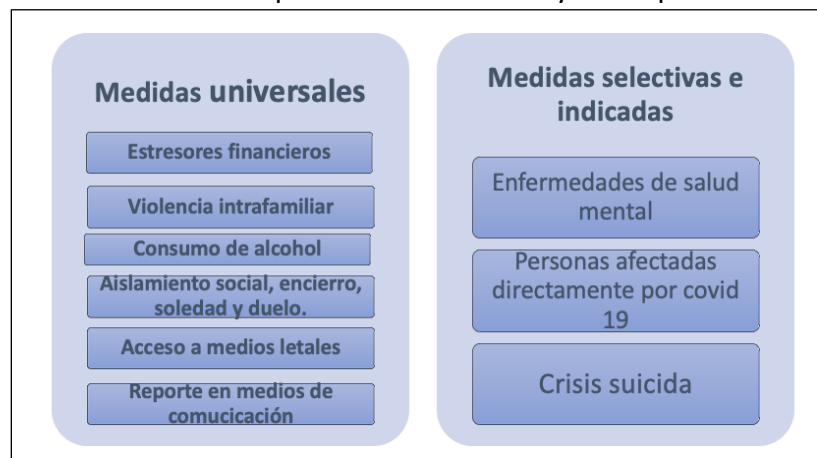 Medidas universales
Estresores financieros
Violencia intrafamiliar
Consumo de alcohol
Aislamiento social, encierro,
soledad y duelo.
Acceso a medios letales
Reporte en medios de
comucicación
Medidas selectivas e
indicadas
Enfermedades de salud
mental
Personas afectadas
directamente por covid
19
Crisis suicida